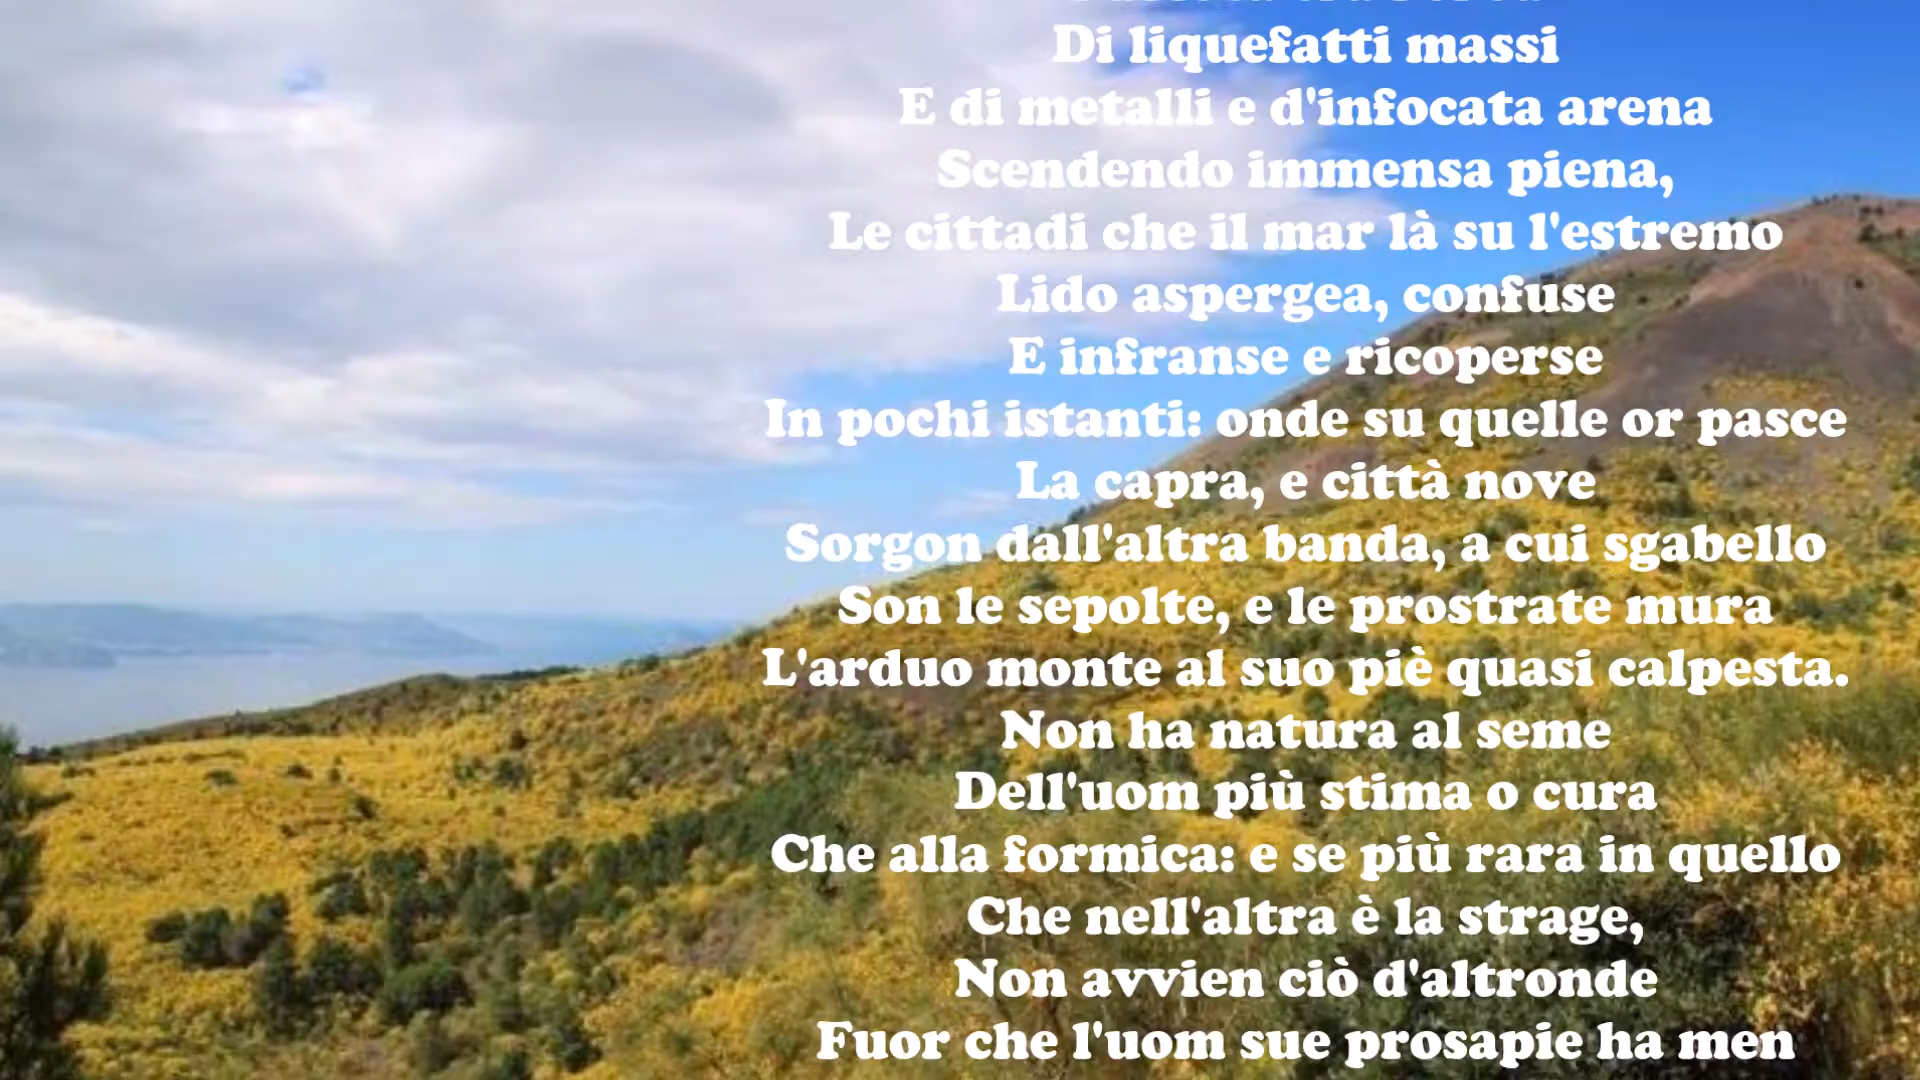 Di liquefatti massi
E di metalli e d'infocata arena
Scendendo immensa piena,
Le cittadi che il mar là su l'estremo
Lido aspergea, confuse
E infranse e ricoperse
In pochi istanti: onde su quelle or pasce
La capra, e città nove
Sorgon dall'altra banda, a cui sgabello
Son le sepolte, e le prostrate mura
L'arduo monte al suo piè quasi calpesta.
Non ha natura al seme
Dell'uom più stima o cura
Che alla formica: e se più rara in quello
Che nell'altra è la strage,
Non avvien ciò d'altronde
Fuor che l'uom sue prosapie ha men